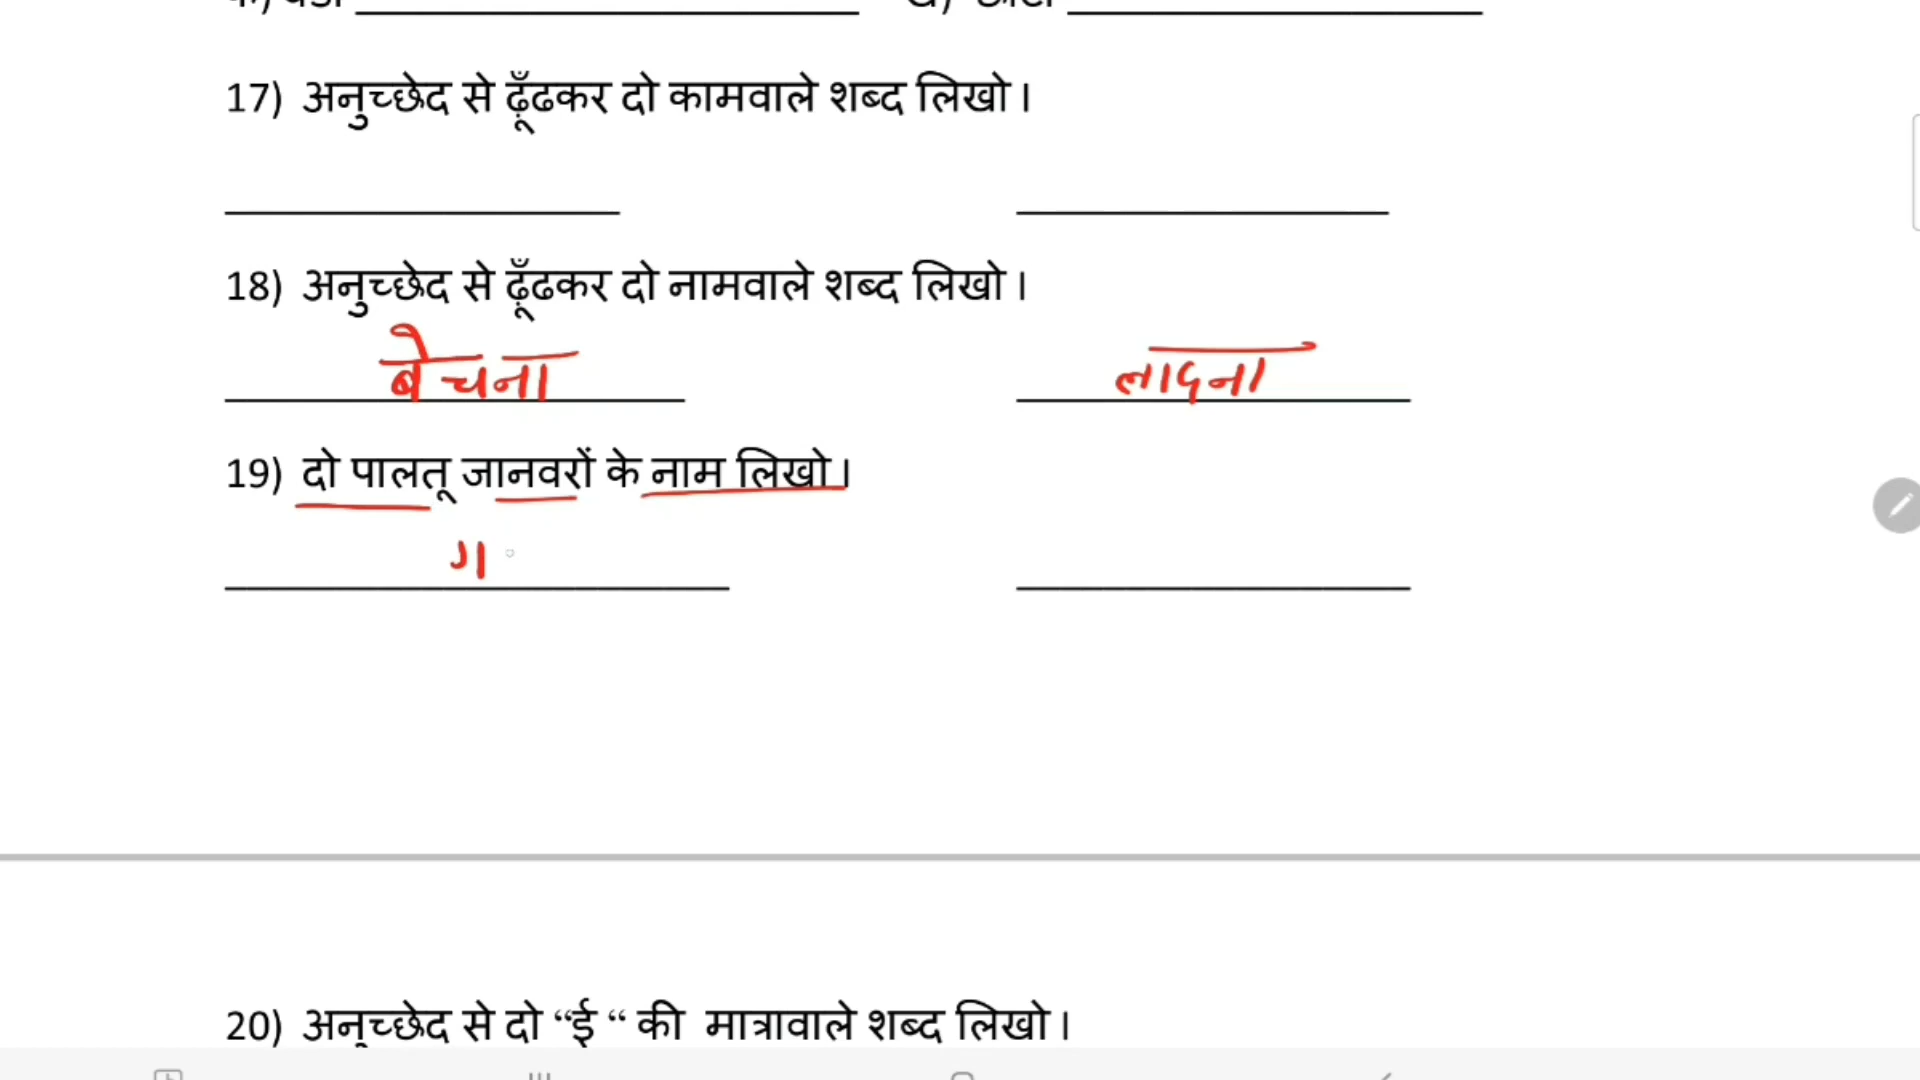 17) अनुच्छेद से ढ़ूँढकर दो कामवाले शब्द लिखो ।
18) अनुच्छेद से ढ़ूँढकर दो नामवाले शब्द लिखो ।
बेचना लादना
19) दो पालतू जानवरों के नाम लिखो ।
ग
20) अनुच्छेद से दो “ई “ की मात्रावाले शब्द लिखो ।